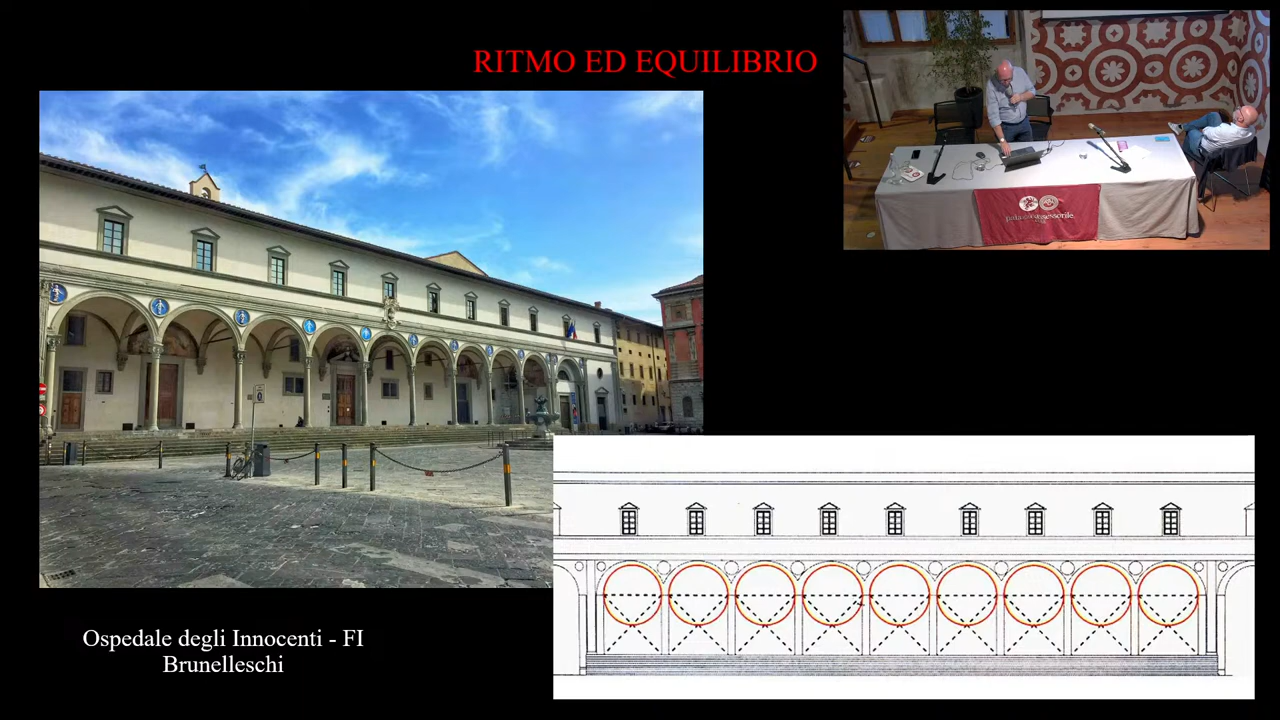 RITMO ED EQUILIBRIO
Ospedale degli Innocenti - FI
Brunelleschi